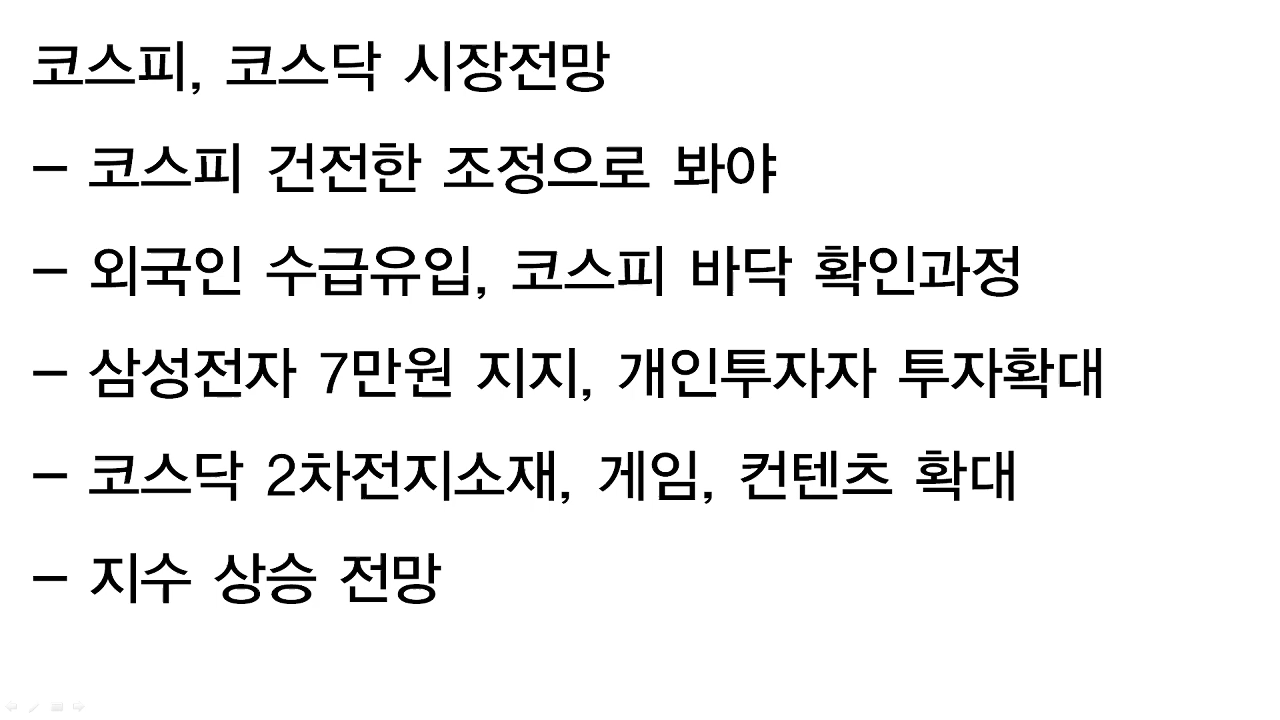 코스피, 코스닥 시장전망
- 코스피 건전한 조정으로 봐야
- 외국인 수급유입, 코스피 바닥 확인과정
- 삼성전자 7만원 지지, 개인투자자 투자확대
- 코스닥 2차전지소재, 게임, 컨텐츠 확대
- 지수 상승 전망